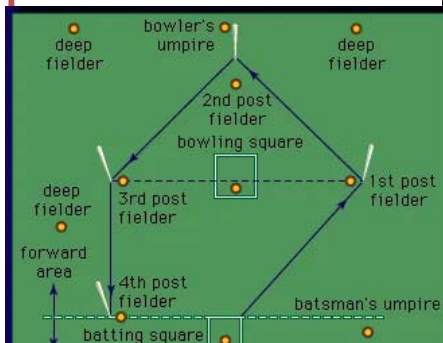 bowler's
umpire
deep
fielder
deep
fielder
2nd post
fielder
bowling square
deep
fielder
3rd post
fielder
1st post
fielder
forward
area
4th post
fielder
batsman's umpire
batting square